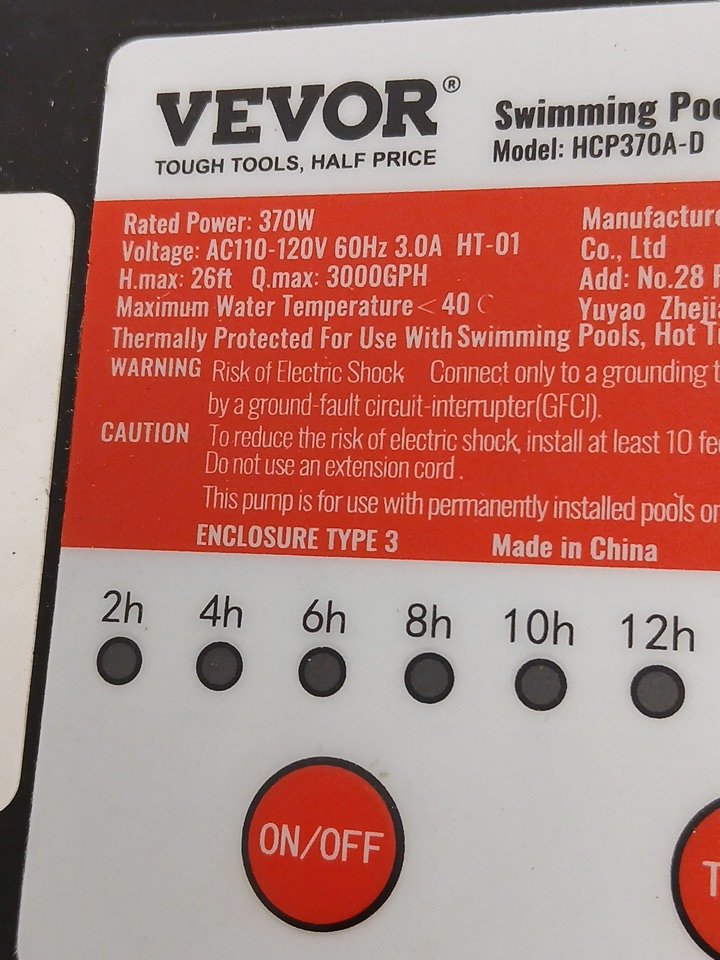 VEVOR®
TOUGH TOOLS, HALF PRICE
Swimming
Model: HCP370A-D
Rated Power: 370W
Voltage: AC110-120V 60Hz 3.0A HT-01
H.max: 26ft Q.max: 3000GPH
Maximum Water Temperature < 40 C
Co., Ltd
Add: No.28
Yuyao
Thermally Protected For Use With Swimming Pools, Hot
WARNING Risk of Electric Shock Connect only to a grounding
by a ground-fault circuit-interrupter(GFCI).
CAUTION To reduce the risk of electric shock, install at least 10
Do not use an extension cord .
This pump is for use with permanently installed pools
ENCLOSURE TYPE 3 Made in China
2h 4h 6h 8h 10h 12h
ON/OFF